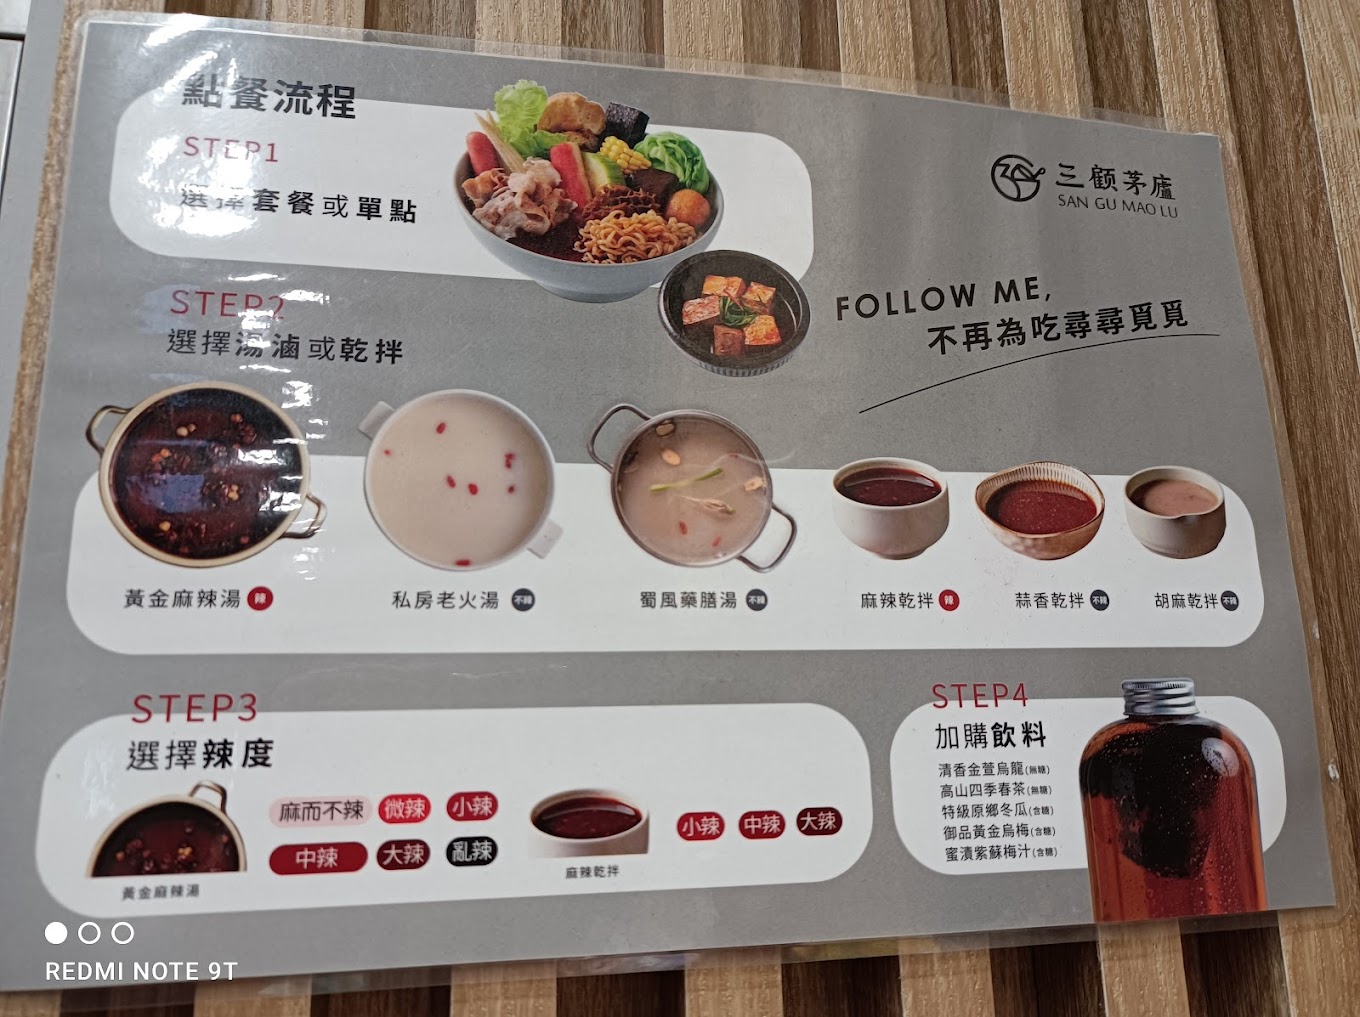 點餐流程
STEP1
選擇套餐或單點
三顧茅廬
SAN GU MAO LU
FOLLOW ME,
不再為吃尋尋覓覓
STEP2
選擇湯滷或乾拌
黃金麻辣湯 辣
私房老火湯 不辣
蜀風藥膳湯 不辣
麻辣乾拌 辣
蒜香乾拌 不辣
胡麻乾拌 不辣
STEP3
選擇辣度
麻而不辣 微辣 小辣
中辣 大辣 亂辣
黃金麻辣湯
小辣 中辣 大辣
麻辣乾拌
STEP4
加購飲料
清香金萱烏龍(無糖)
高山四季春茶(無糖)
特級原鄉冬瓜(含糖)
御品黃金烏梅(含糖)
蜜漬紫蘇梅汁(含糖)
REDMI NOTE 9T